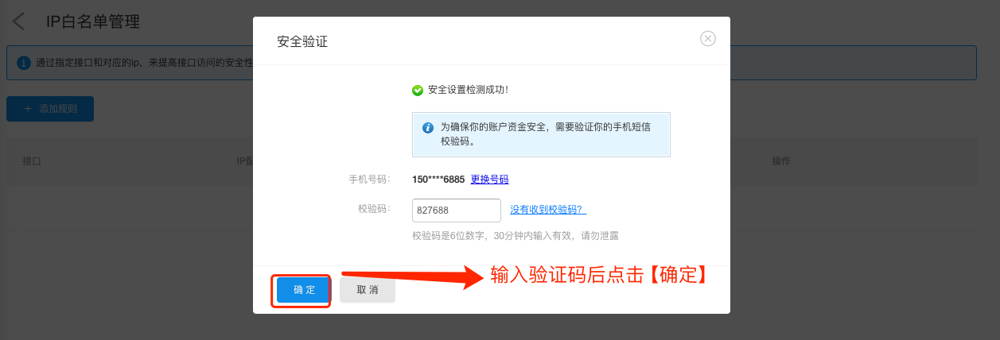 IP白名单管理
通过指定接口和对应的ip，来提高接口访问的安全性
+ 添加规则
接口
IP配
操作
安全验证
安全设置检测成功！
为确保你的账户资金安全，需要验证你的手机短信
校验码。
手机号码：
150****6885 更换号码
校验码：
827688
没有收到校验码？
校验码是6位数字，30分钟内输入有效，请勿泄露
确 定
取 消
输入验证码后点击【确定】